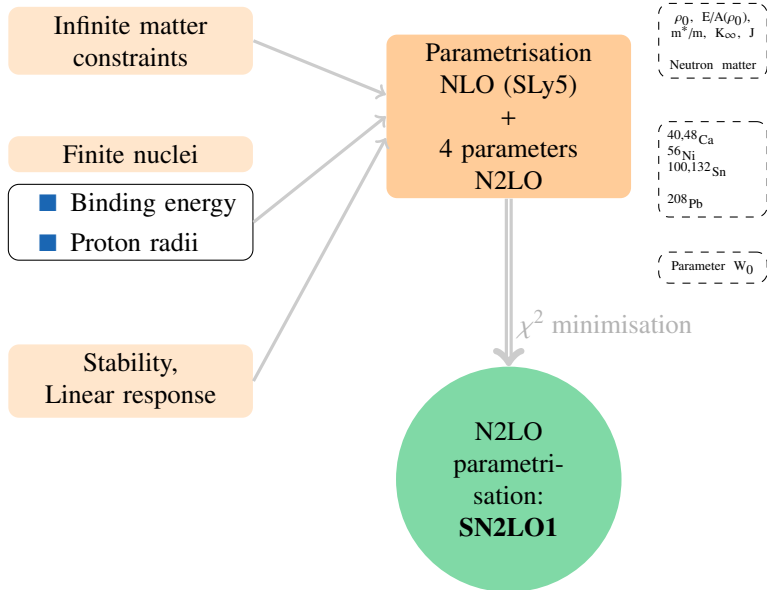 Infinite matter
constraints
Finite nuclei
Binding energy
Proton radii
Stability,
Linear response
Parametrisation
NLO (SLy5)
+
4 parameters
N2LO
χ² minimisation
N2LO
parametri-
sation:
SN2LO1
ρ₀, E/A(ρ₀),
m*/m, K∞, J
Neutron matter
⁴⁰,⁴⁸Ca
⁵⁶Ni
¹⁰⁰,¹³²Sn
²⁰⁸Pb
Parameter W₀